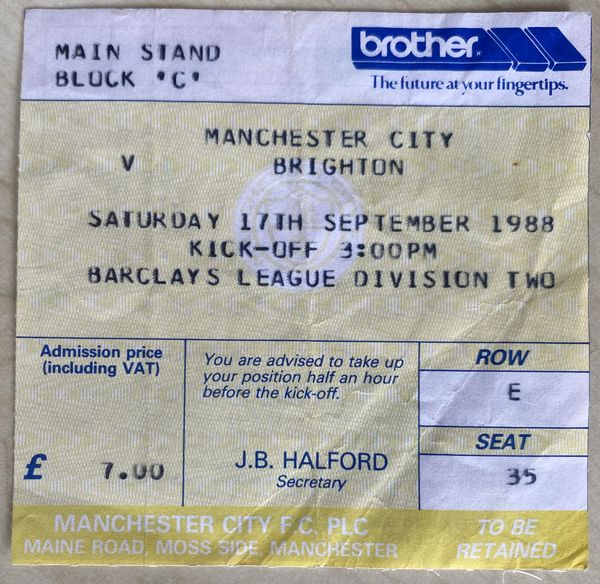 MAIN STAND
BLOCK "C"
brother
The future at your fingertips.
MANCHESTER CITY
V BRIGHTON
SATURDAY 17TH SEPTEMBER 1988
KICK-OFF 3:00PM
BARCLAYS LEAGUE DIVISION TWO
Admission price
(including VAT)
£ 7.00
You are advised to take up
your position half an hour
before the kick-off.
J.B. HALFORD
Secretary
ROW
E
SEAT
35
MANCHESTER CITY F.C. PLC
MAINE ROAD, MOSS SIDE, MANCHESTER
TO BE
RETAINED